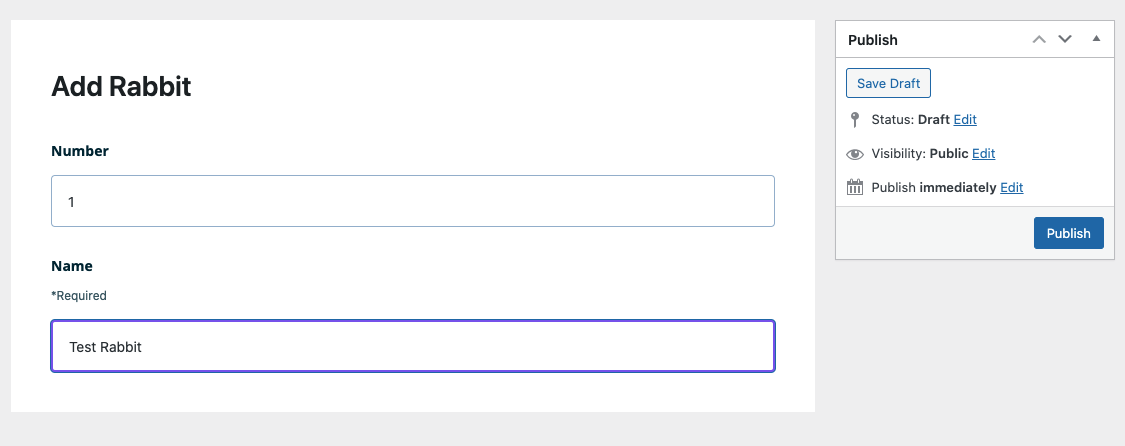 Add Rabbit
Number
1
Name
*Required
Test Rabbit
Publish
Save Draft
Status: Draft Edit
Visibility: Public Edit
Publish immediately Edit
Publish